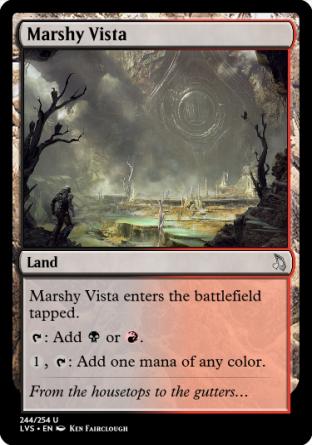 Marshy Vista
Land
Marshy Vista enters the battlefield
tapped.
: Add or .
1 , : Add one mana of any color.
From the housetops to the gutters…
244/254 U
LVS • EN Ken Fairclough